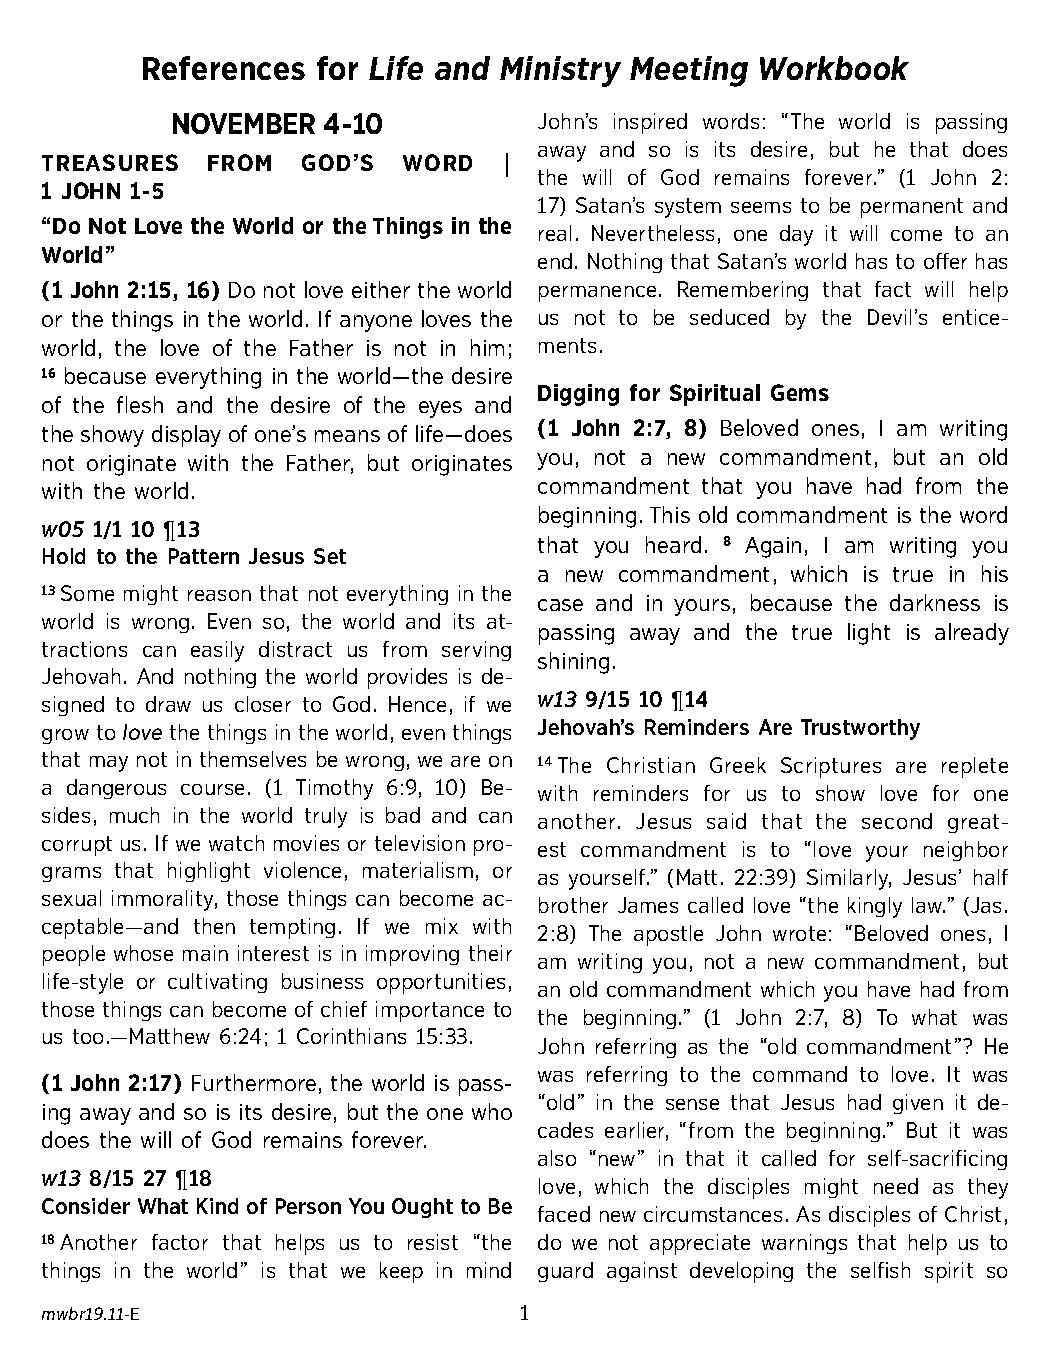 References for Life and Ministry Meeting Workbook
NOVEMBER 4-10
TREASURES FROM GOD’S WORD |
1 JOHN 1-5
“Do Not Love the World or the Things in the
World”
(1 John 2:15, 16) Do not love either the world
or the things in the world. If anyone loves the
world, the love of the Father is not in him;
16 because everything in the world—the desire
of the flesh and the desire of the eyes and
the showy display of one’s means of life—does
not originate with the Father, but originates
with the world.
w05 1/1 10 ¶13
Hold to the Pattern Jesus Set
13 Some might reason that not everything in the
world is wrong. Even so, the world and its at-
tractions can easily distract us from serving
Jehovah. And nothing the world provides is de-
signed to draw us closer to God. Hence, if we
grow to love the things in the world, even things
that may not in themselves be wrong, we are on
a dangerous course. (1 Timothy 6:9, 10) Be-
sides, much in the world truly is bad and can
corrupt us. If we watch movies or television pro-
grams that highlight violence, materialism, or
sexual immorality, those things can become ac-
ceptable—and then tempting. If we mix with
people whose main interest is in improving their
life-style or cultivating business opportunities,
those things can become of chief importance to
us too.—Matthew 6:24; 1 Corinthians 15:33.
(1 John 2:17) Furthermore, the world is pass-
ing away and so is its desire, but the one who
does the will of God remains forever.
w13 8/15 27 ¶18
Consider What Kind of Person You Ought to Be
18 Another factor that helps us to resist “the
things in the world” is that we keep in mind
John’s inspired words: “The world is passing
away and so is its desire, but he that does
the will of God remains forever.” (1 John 2:
17) Satan’s system seems to be permanent and
real. Nevertheless, one day it will come to an
end. Nothing that Satan’s world has to offer has
permanence. Remembering that fact will help
us not to be seduced by the Devil’s entice-
ments.
Digging for Spiritual Gems
(1 John 2:7, 8) Beloved ones, I am writing
you, not a new commandment, but an old
commandment that you have had from the
beginning. This old commandment is the word
that you heard. 8 Again, I am writing you
a new commandment, which is true in his
case and in yours, because the darkness is
passing away and the true light is already
shining.
w13 9/15 10 ¶14
Jehovah’s Reminders Are Trustworthy
14 The Christian Greek Scriptures are replete
with reminders for us to show love for one
another. Jesus said that the second great-
est commandment is to “love your neighbor
as yourself.” (Matt. 22:39) Similarly, Jesus’ half
brother James called love “the kingly law.” (Jas.
2:8) The apostle John wrote: “Beloved ones, I
am writing you, not a new commandment, but
an old commandment which you have had from
the beginning.” (1 John 2:7, 8) To what was
John referring as the “old commandment”? He
was referring to the command to love. It was
“old” in the sense that Jesus had given it de-
cades earlier, “from the beginning.” But it was
also “new” in that it called for self-sacrificing
love, which the disciples might need as they
faced new circumstances. As disciples of Christ,
do we not appreciate warnings that help us to
guard against developing the selfish spirit so
mwbr19.11-E
1